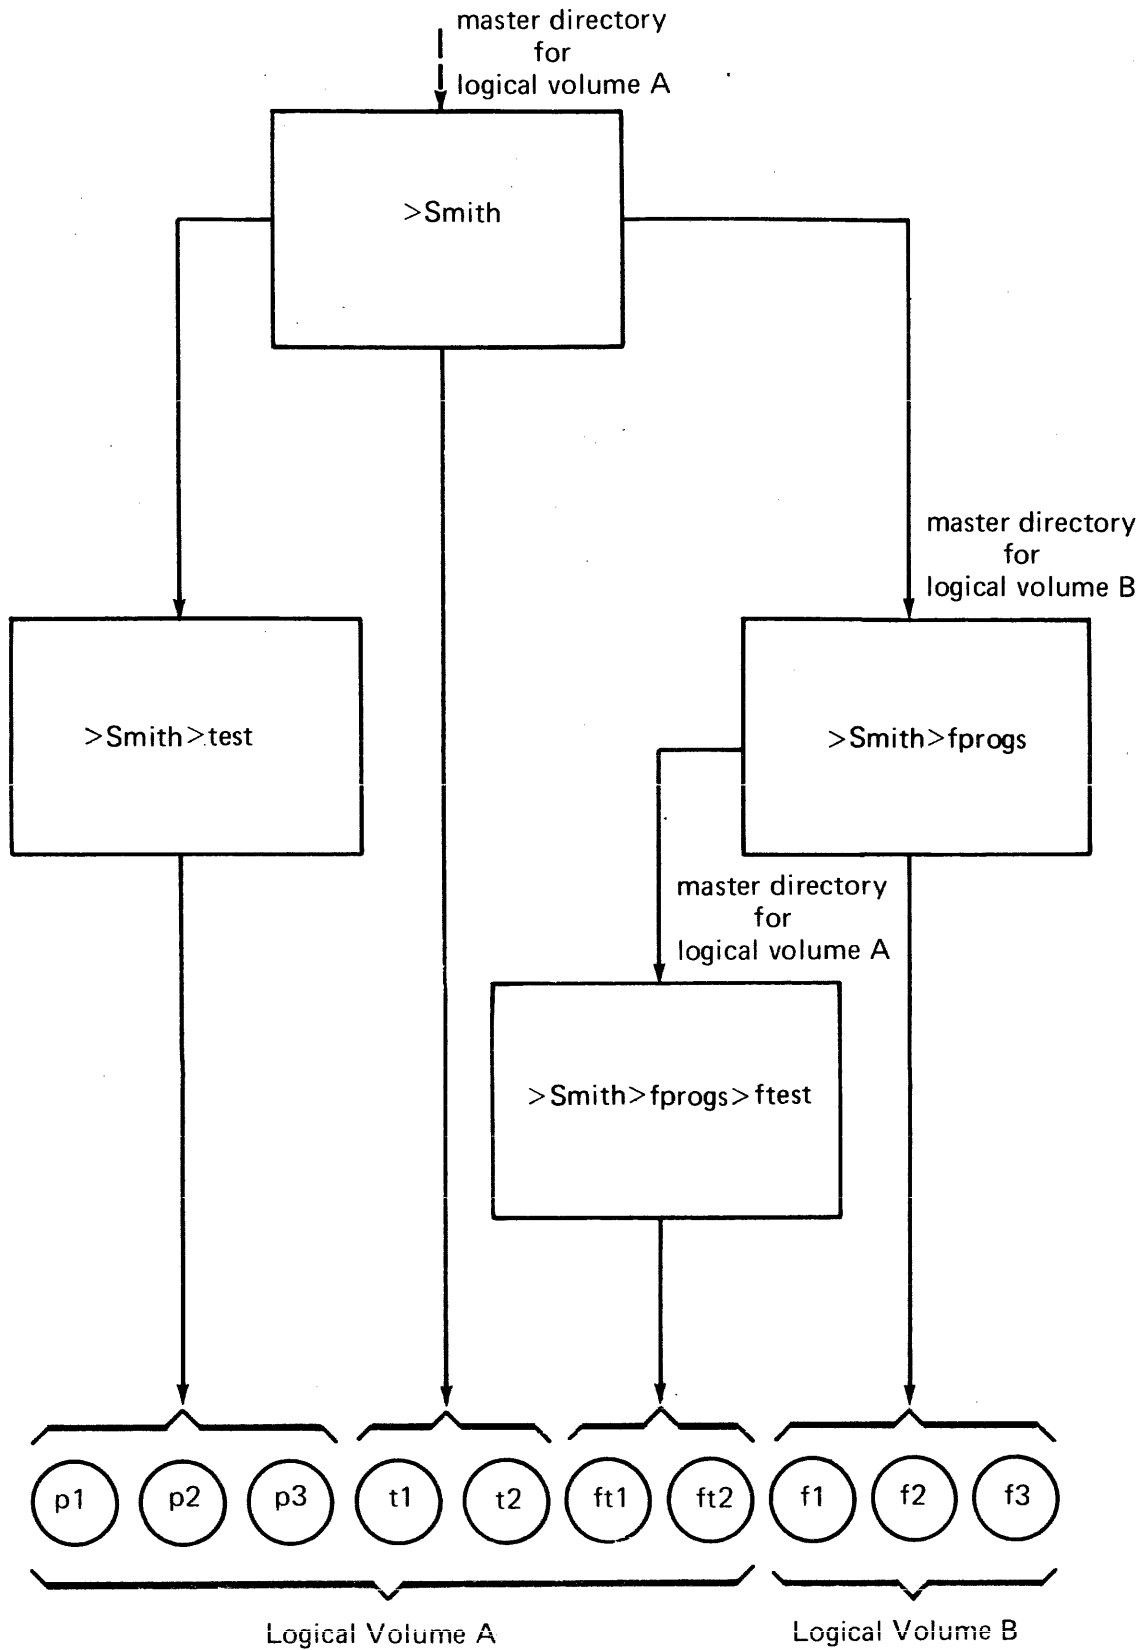 master directory
for
logical volume A
>Smith
master directory
for
logical volume B
>Smith>test
>Smith>fprogs
master directory
for
logical volume A
>Smith>fprogs>ftest
p1 p2 p3 t1 t2 ft1 ft2 f1 f2 f3
Logical Volume A
Logical Volume B